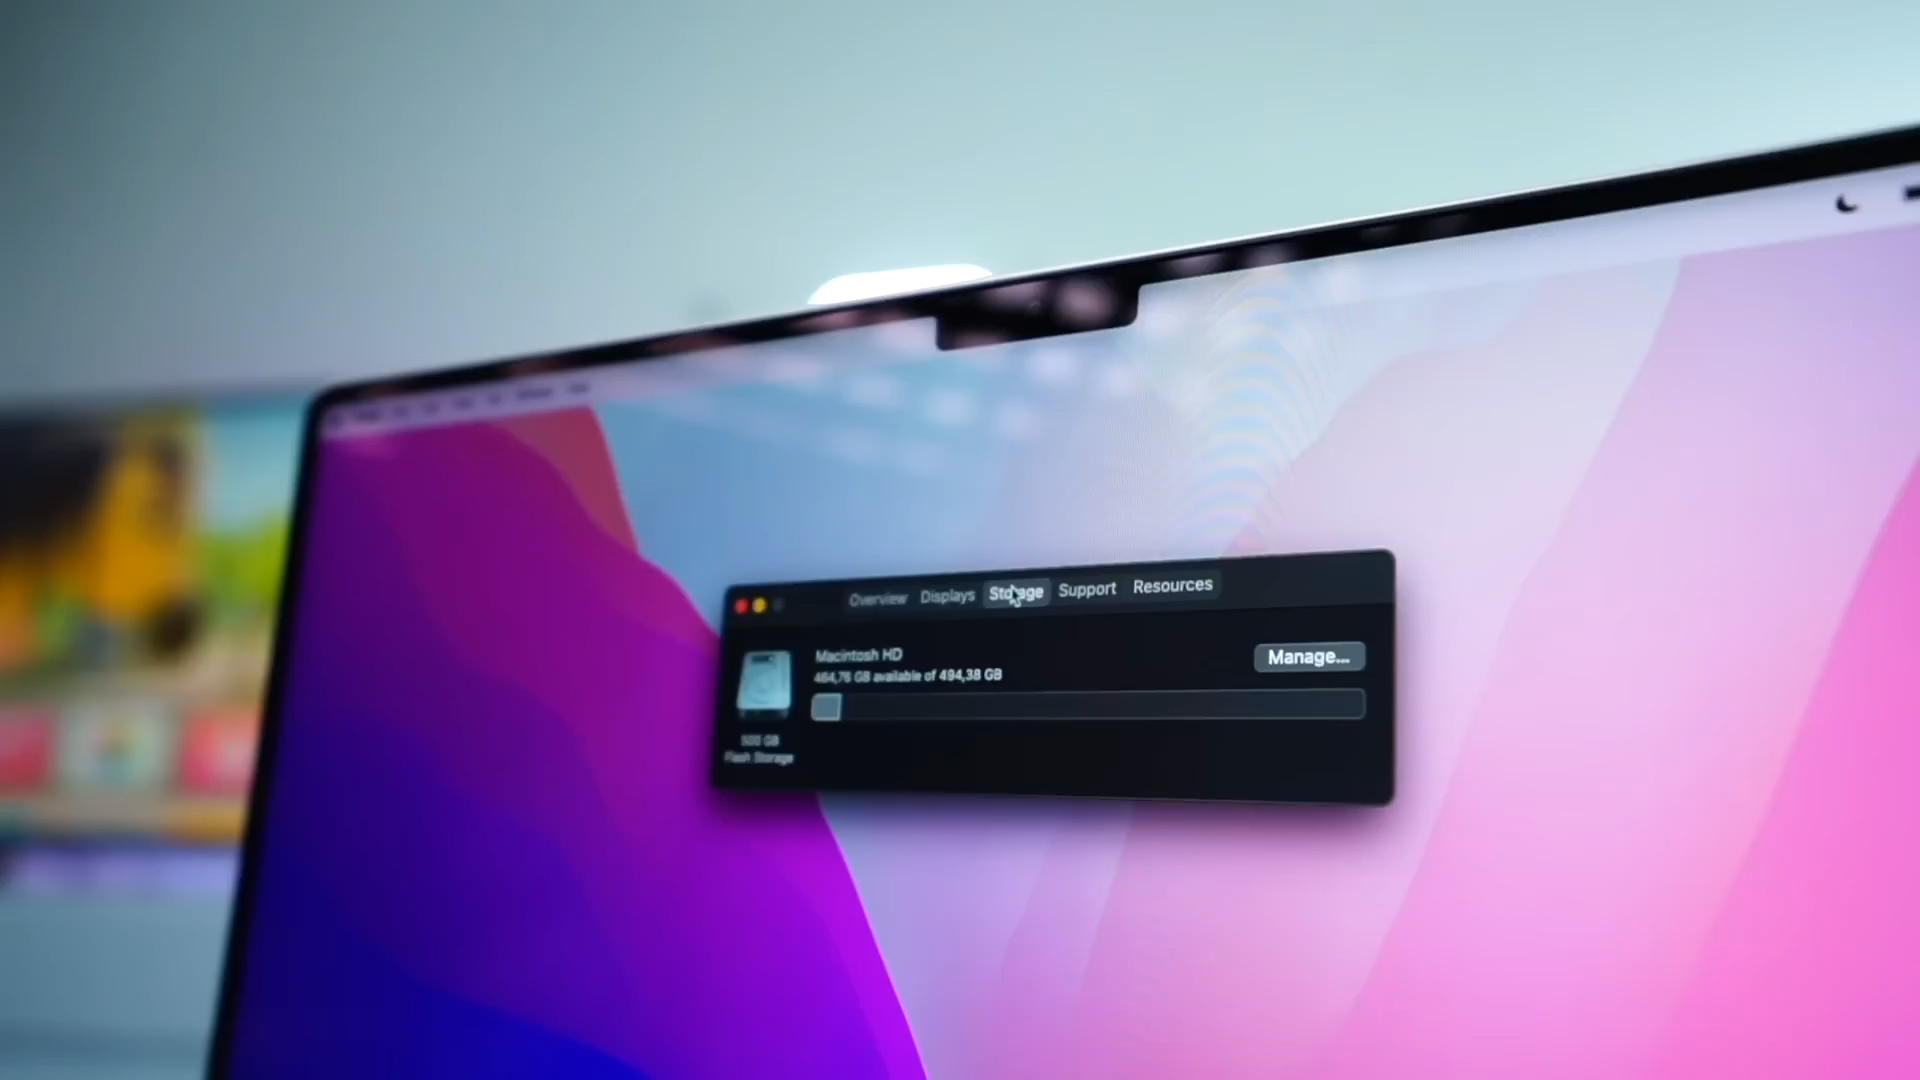 Overview Displays Storage Support Resources
Macintosh HD
464,76 GB available of 494,38 GB
Manage...
500 GB
Flash Storage